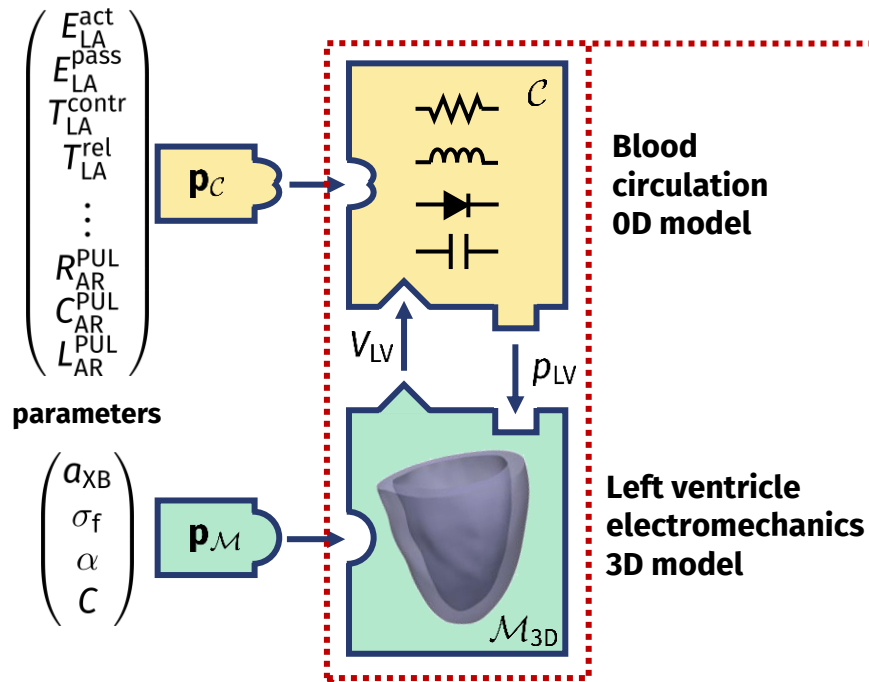 E_LA^act
E_LA^pass
T_LA^contr
T_LA^rel
⋮
R_AR^PUL
C_AR^PUL
L_AR^PUL
p_𝒞
𝒞
Blood
circulation
0D model
V_LV
p_LV
parameters
a_XB
σ_f
α
C
p_ℳ
ℳ_3D
Left ventricle
electromechanics
3D model